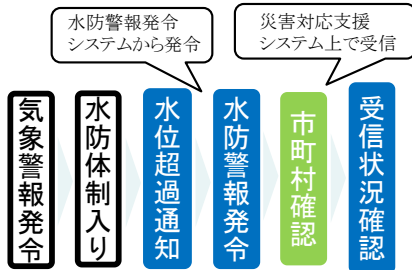 水防警報発令
システムから発令
災害対応支援
システム上で受信
気象警報発令
水防体制入り
水位超過通知
水防警報発令
市町村確認
受信状況確認